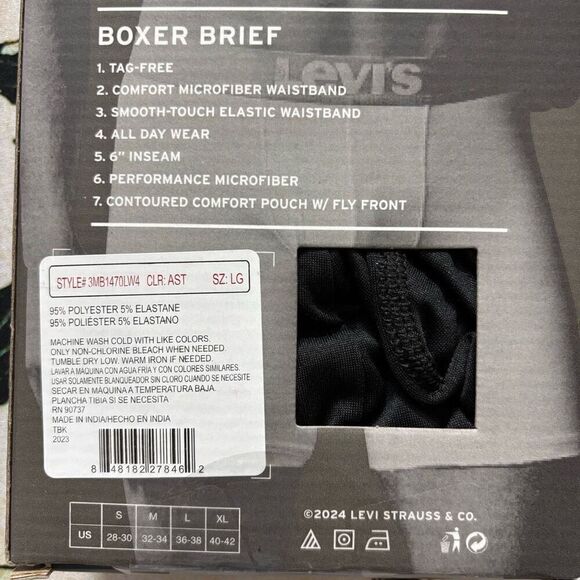 BOXER BRIEF
Levi's
1. TAG-FREE
2. COMFORT MICROFIBER WAISTBAND
3. SMOOTH-TOUCH ELASTIC WAISTBAND
4. ALL DAY WEAR
5. 6" INSEAM
6. PERFORMANCE MICROFIBER
7. CONTOURED COMFORT POUCH W/ FLY FRONT
STYLE# 3MB1470LW4 CLR: AST SZ: LG
95% POLYESTER 5% ELASTANE
95% POLIÉSTER 5% ELASTANO
MACHINE WASH COLD WITH LIKE COLORS.
ONLY NON-CHLORINE BLEACH WHEN NEEDED.
TUMBLE DRY LOW. WARM IRON IF NEEDED.
LAVAR A MAQUINA CON AGUA FRIA Y CON COLORES SIMILARES.
USAR SOLAMENTE BLANQUEADOR SIN CLORO CUANDO SE NECESITE
SECAR EN MAQUINA A TEMPERATURA BAJA.
PLANCHA TIBIA SI SE NECESITA
RN 90737
MADE IN INDIA/HECHO EN INDIA
TBK
2023
8 48182 27846 2
S M L XL
US 28-30 32-34 36-38 40-42
©2024 LEVI STRAUSS & CO.